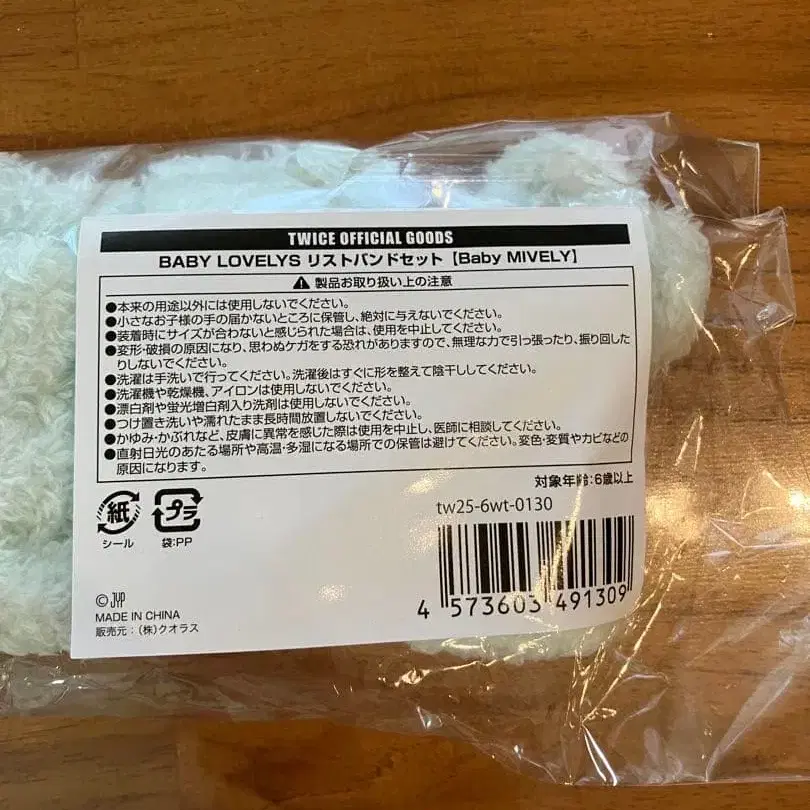 TWICE OFFICIAL GOODS
BABY LOVELYS リストバンドセット【Baby MIVELY】
製品お取り扱い上の注意
●本来の用途以外には使用しないでください。
●小さなお子様の手の届かないところに保管し、絶対に与えないでください。
●装着時にサイズが合わないと感じられた場合は、使用を中止してください。
●変形・破損の原因になり、思わぬケガをする恐れがありますので、無理な力で引っ張ったり、振り回した
りしないでください。
●洗濯は手洗いで行ってください。洗濯後はすぐに形を整えて陰干ししてください。
●洗濯機や乾燥機、アイロンは使用しないでください。
●漂白剤や蛍光増白剤入り洗剤は使用しないでください。
●つけ置き洗いや濡れたまま長時間放置しないでください。
●かゆみ・かぶれなど、皮膚に異常を感じた際は使用を中止し、医師に相談してください。
●直射日光のあたる場所や高温・多湿になる場所での保管は避けてください。変色・変質やカビなどの
原因になります。
対象年齢:6歳以上
紙
シール
プラ
袋:PP
tw25-6wt-0130
4 573603 491309
© JYP
MADE IN CHINA
販売元:(株)クオラス